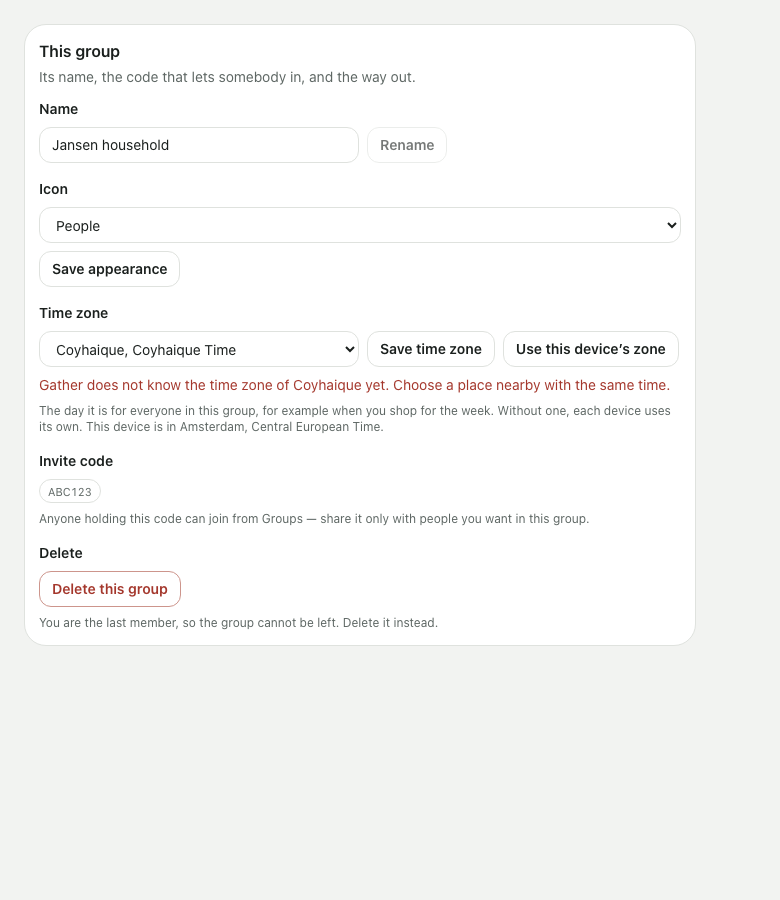 This group
Its name, the code that lets somebody in, and the way out.
Name
Jansen household
Rename
Icon
People
Save appearance
Time zone
Coyhaique, Coyhaique Time
Save time zone
Use this device’s zone
Gather does not know the time zone of Coyhaique yet. Choose a place nearby with the same time.
The day it is for everyone in this group, for example when you shop for the week. Without one, each device uses
its own. This device is in Amsterdam, Central European Time.
Invite code
ABC123
Anyone holding this code can join from Groups — share it only with people you want in this group.
Delete
Delete this group
You are the last member, so the group cannot be left. Delete it instead.